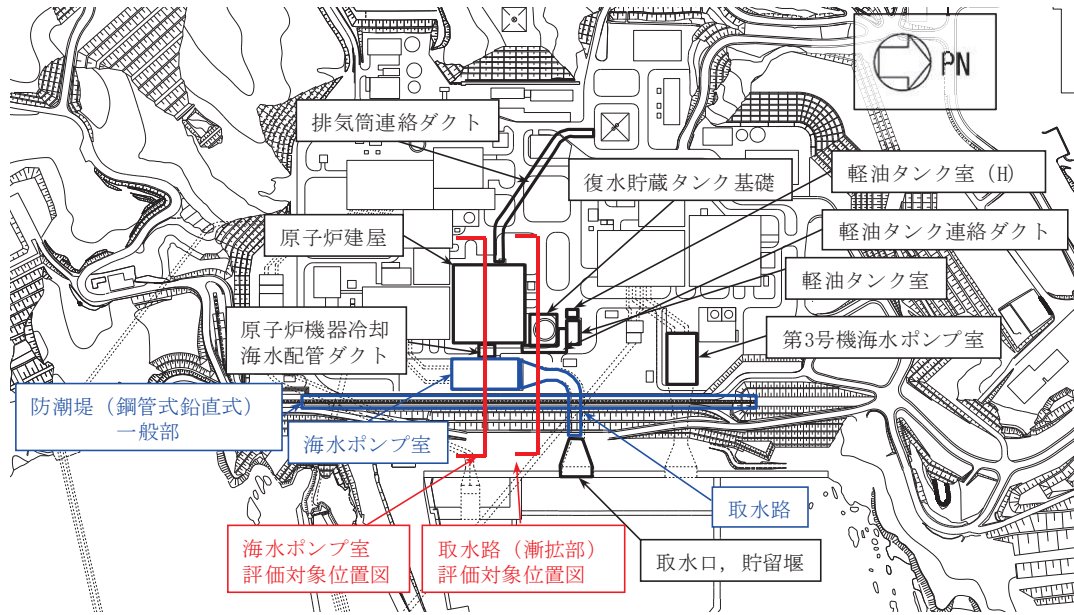 PN
排気筒連絡ダクト
復水貯蔵タンク基礎
軽油タンク室 (H)
軽油タンク連絡ダクト
原子炉建屋
軽油タンク室
原子炉機器冷却
海水配管ダクト
第3号機海水ポンプ室
防潮堤（鋼管式鉛直式）
一般部
海水ポンプ室
取水路
海水ポンプ室
評価対象位置図
取水路（漸拡部）
評価対象位置図
取水口，貯留堰